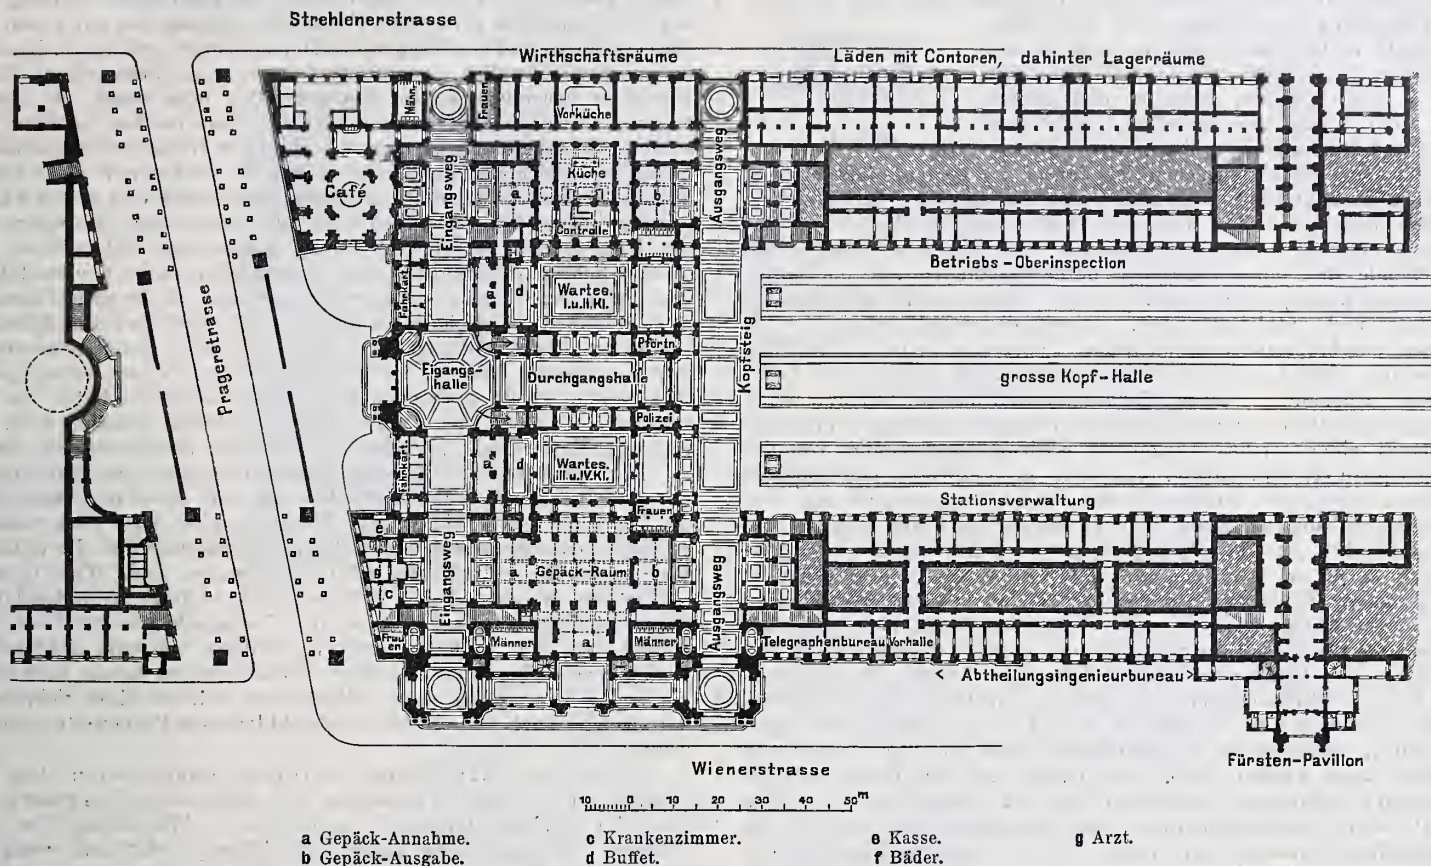 Strehlenerstrasse
Wirthschaftsräume
Läden mit Contoren, dahinter Lagerräume
Männ.
Frauen
Vorküche
Café
Eingangsweg
a
Küche
b
Ausgangsweg
Controlle
Betriebs-Oberinspection
Fahrkart.
a
d
Wartes.
I.u.II.Kl.
Pragerstrasse
Pförtn.
Kopfsteig
Eigangs-
halle
Durchgangshalle
grosse Kopf-Halle
Polizei
Fahrkart.
a
d
Wartes.
III.u.IV.Kl.
Stationsverwaltung
Frauen
e
Eingangsweg
g
c
a
Gepäck-Raum
b
Ausgangsweg
Frau
en
Männer
a
Männer
Telegraphenbureau
Vorhalle
< Abtheilungsingenieurbureau>
Fürsten-Pavillon
Wienerstrasse
10 0 10 20 30 40 50m
a Gepäck-Annahme.
b Gepäck-Ausgabe.
c Krankenzimmer.
d Buffet.
e Kasse.
f Bäder.
g Arzt.